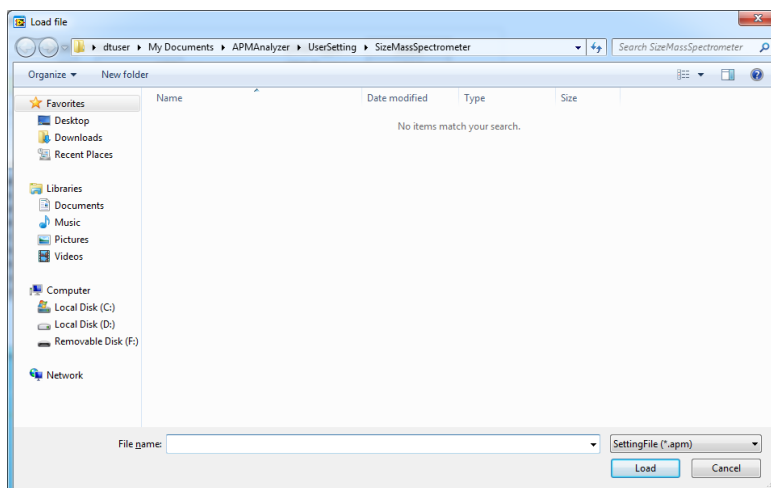 Load file
dtuser ▸ My Documents ▸ APMAnalyzer ▸ UserSetting ▸ SizeMassSpectrometer
Search SizeMassSpectrometer
Organize
New folder
Name
Date modified
Type
Size
No items match your search.
Favorites
Desktop
Downloads
Recent Places
Libraries
Documents
Music
Pictures
Videos
Computer
Local Disk (C:)
Local Disk (D:)
Removable Disk (F:)
Network
File name:
SettingFile (*.apm)
Load
Cancel